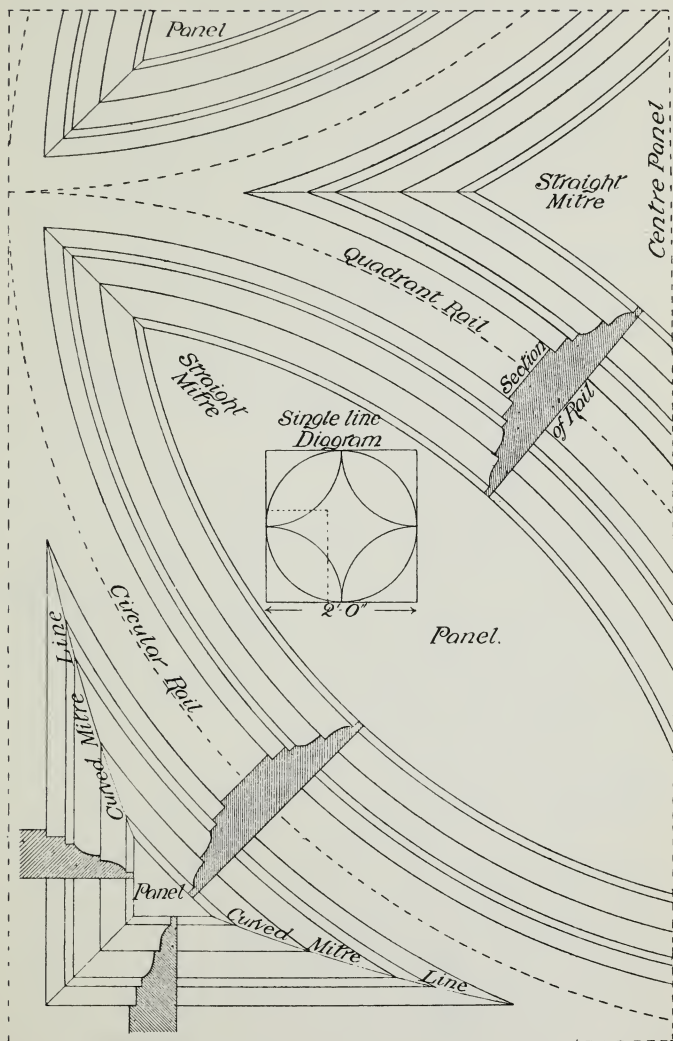 Panel
Centre Panel
Straight
Mitre
Quadrant Rail
Section
of Rail
Straight
Mitre
Single line
Diagram
2'-0"
Panel.
Circular Rail
Curved Mitre Line
Panel
Curved Mitre Line